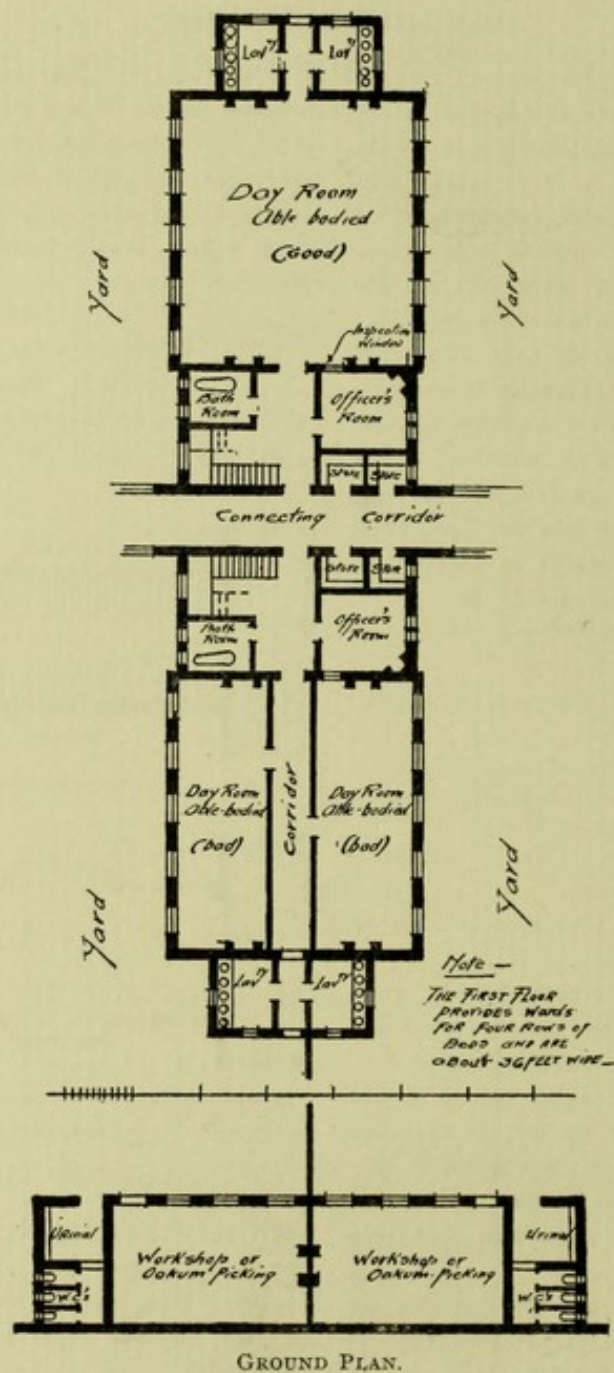 Lavy
Lavy
Day Room
Able bodied
(Good)
Yard
Yard
Inspection
Window
Bath
Room
Officer's
Room
Store
Store
Connecting Corridor
Store
Store
Bath
Room
Officer's
Room
Day Room
Able-bodied
(bad)
Corridor
Day Room
Able-bodied
(bad)
Yard
Yard
Lavy
Lavy
Note —
THE FIRST FLOOR
PROVIDES WARDS
FOR FOUR ROWS OF
BEDS AND ARE
ABOUT 36 FEET WIDE —
Urinal
Workshop or
Oakum Picking
Workshop or
Oakum-Picking
Urinal
W.C's
W.C's
GROUND PLAN.